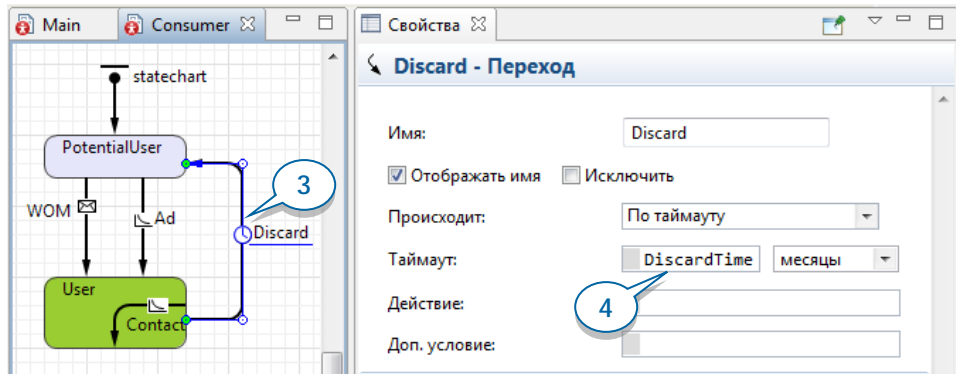 Main
Consumer
statechart
PotentialUser
WOM
Ad
3
Discard
User
Contact
Свойства
Discard - Переход
Имя:
Discard
Отображать имя
Исключить
Происходит:
По таймауту
Таймаут:
DiscardTime
месяцы
Действие:
4
Доп. условие: